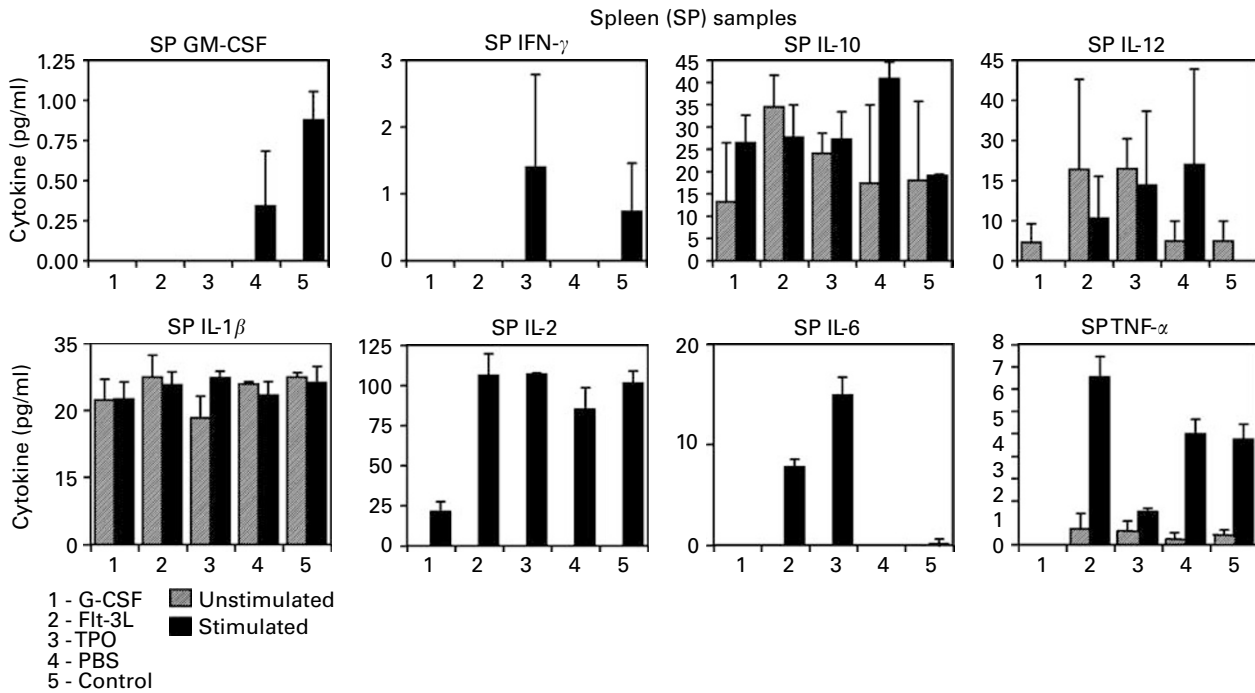 Spleen (SP) samples
SP GM-CSF
1.25
1.00
0.75
0.50
0.25
0.00
Cytokine (pg/ml)
1 2 3 4 5
SP IFN-γ
3
2
1
0
1 2 3 4 5
SP IL-10
45
40
35
30
25
20
15
10
5
0
1 2 3 4 5
SP IL-12
45
40
30
15
10
0
1 2 3 4 5
SP IL-1β
35
20
15
0
Cytokine (pg/ml)
1 2 3 4 5
SP IL-2
125
100
75
50
25
0
1 2 3 4 5
SP IL-6
20
10
0
1 2 3 4 5
SP TNF-α
8
7
6
5
4
3
2
1
0
1 2 3 4 5
1 - G-CSF
2 - Flt-3L
3 - TPO
4 - PBS
5 - Control
Unstimulated
Stimulated